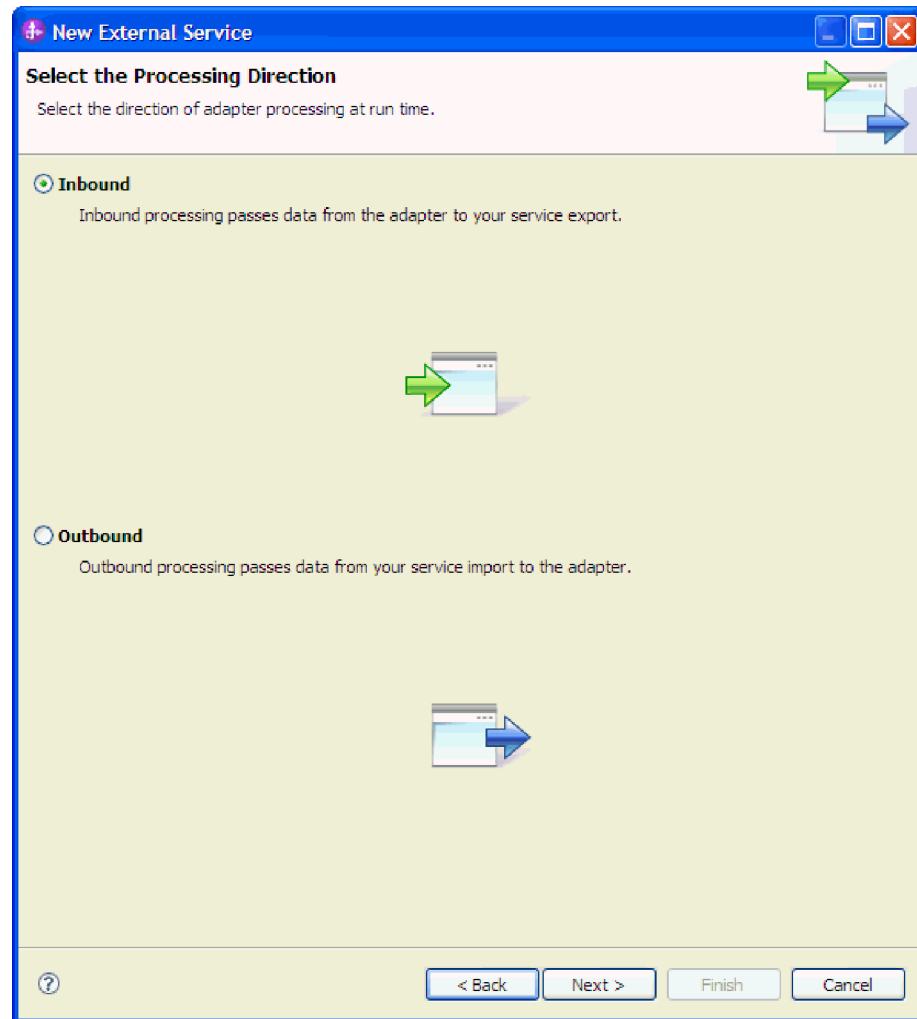 New External Service
Select the Processing Direction
Select the direction of adapter processing at run time.
Inbound
Inbound processing passes data from the adapter to your service export.
Outbound
Outbound processing passes data from your service import to the adapter.
?
< Back Next > Finish Cancel